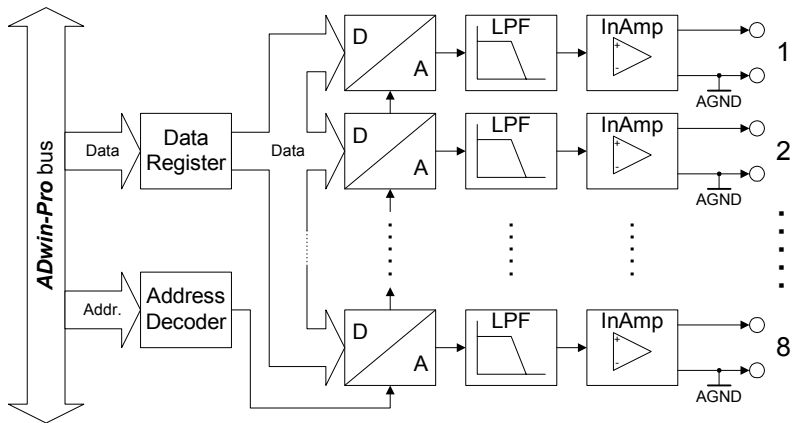 ADwin-Pro bus
Data
Data
Register
Data
Addr.
Address
Decoder
D
A
LPF
InAmp
+
-
AGND
1
D
A
LPF
InAmp
+
-
AGND
2
D
A
LPF
InAmp
+
-
AGND
8